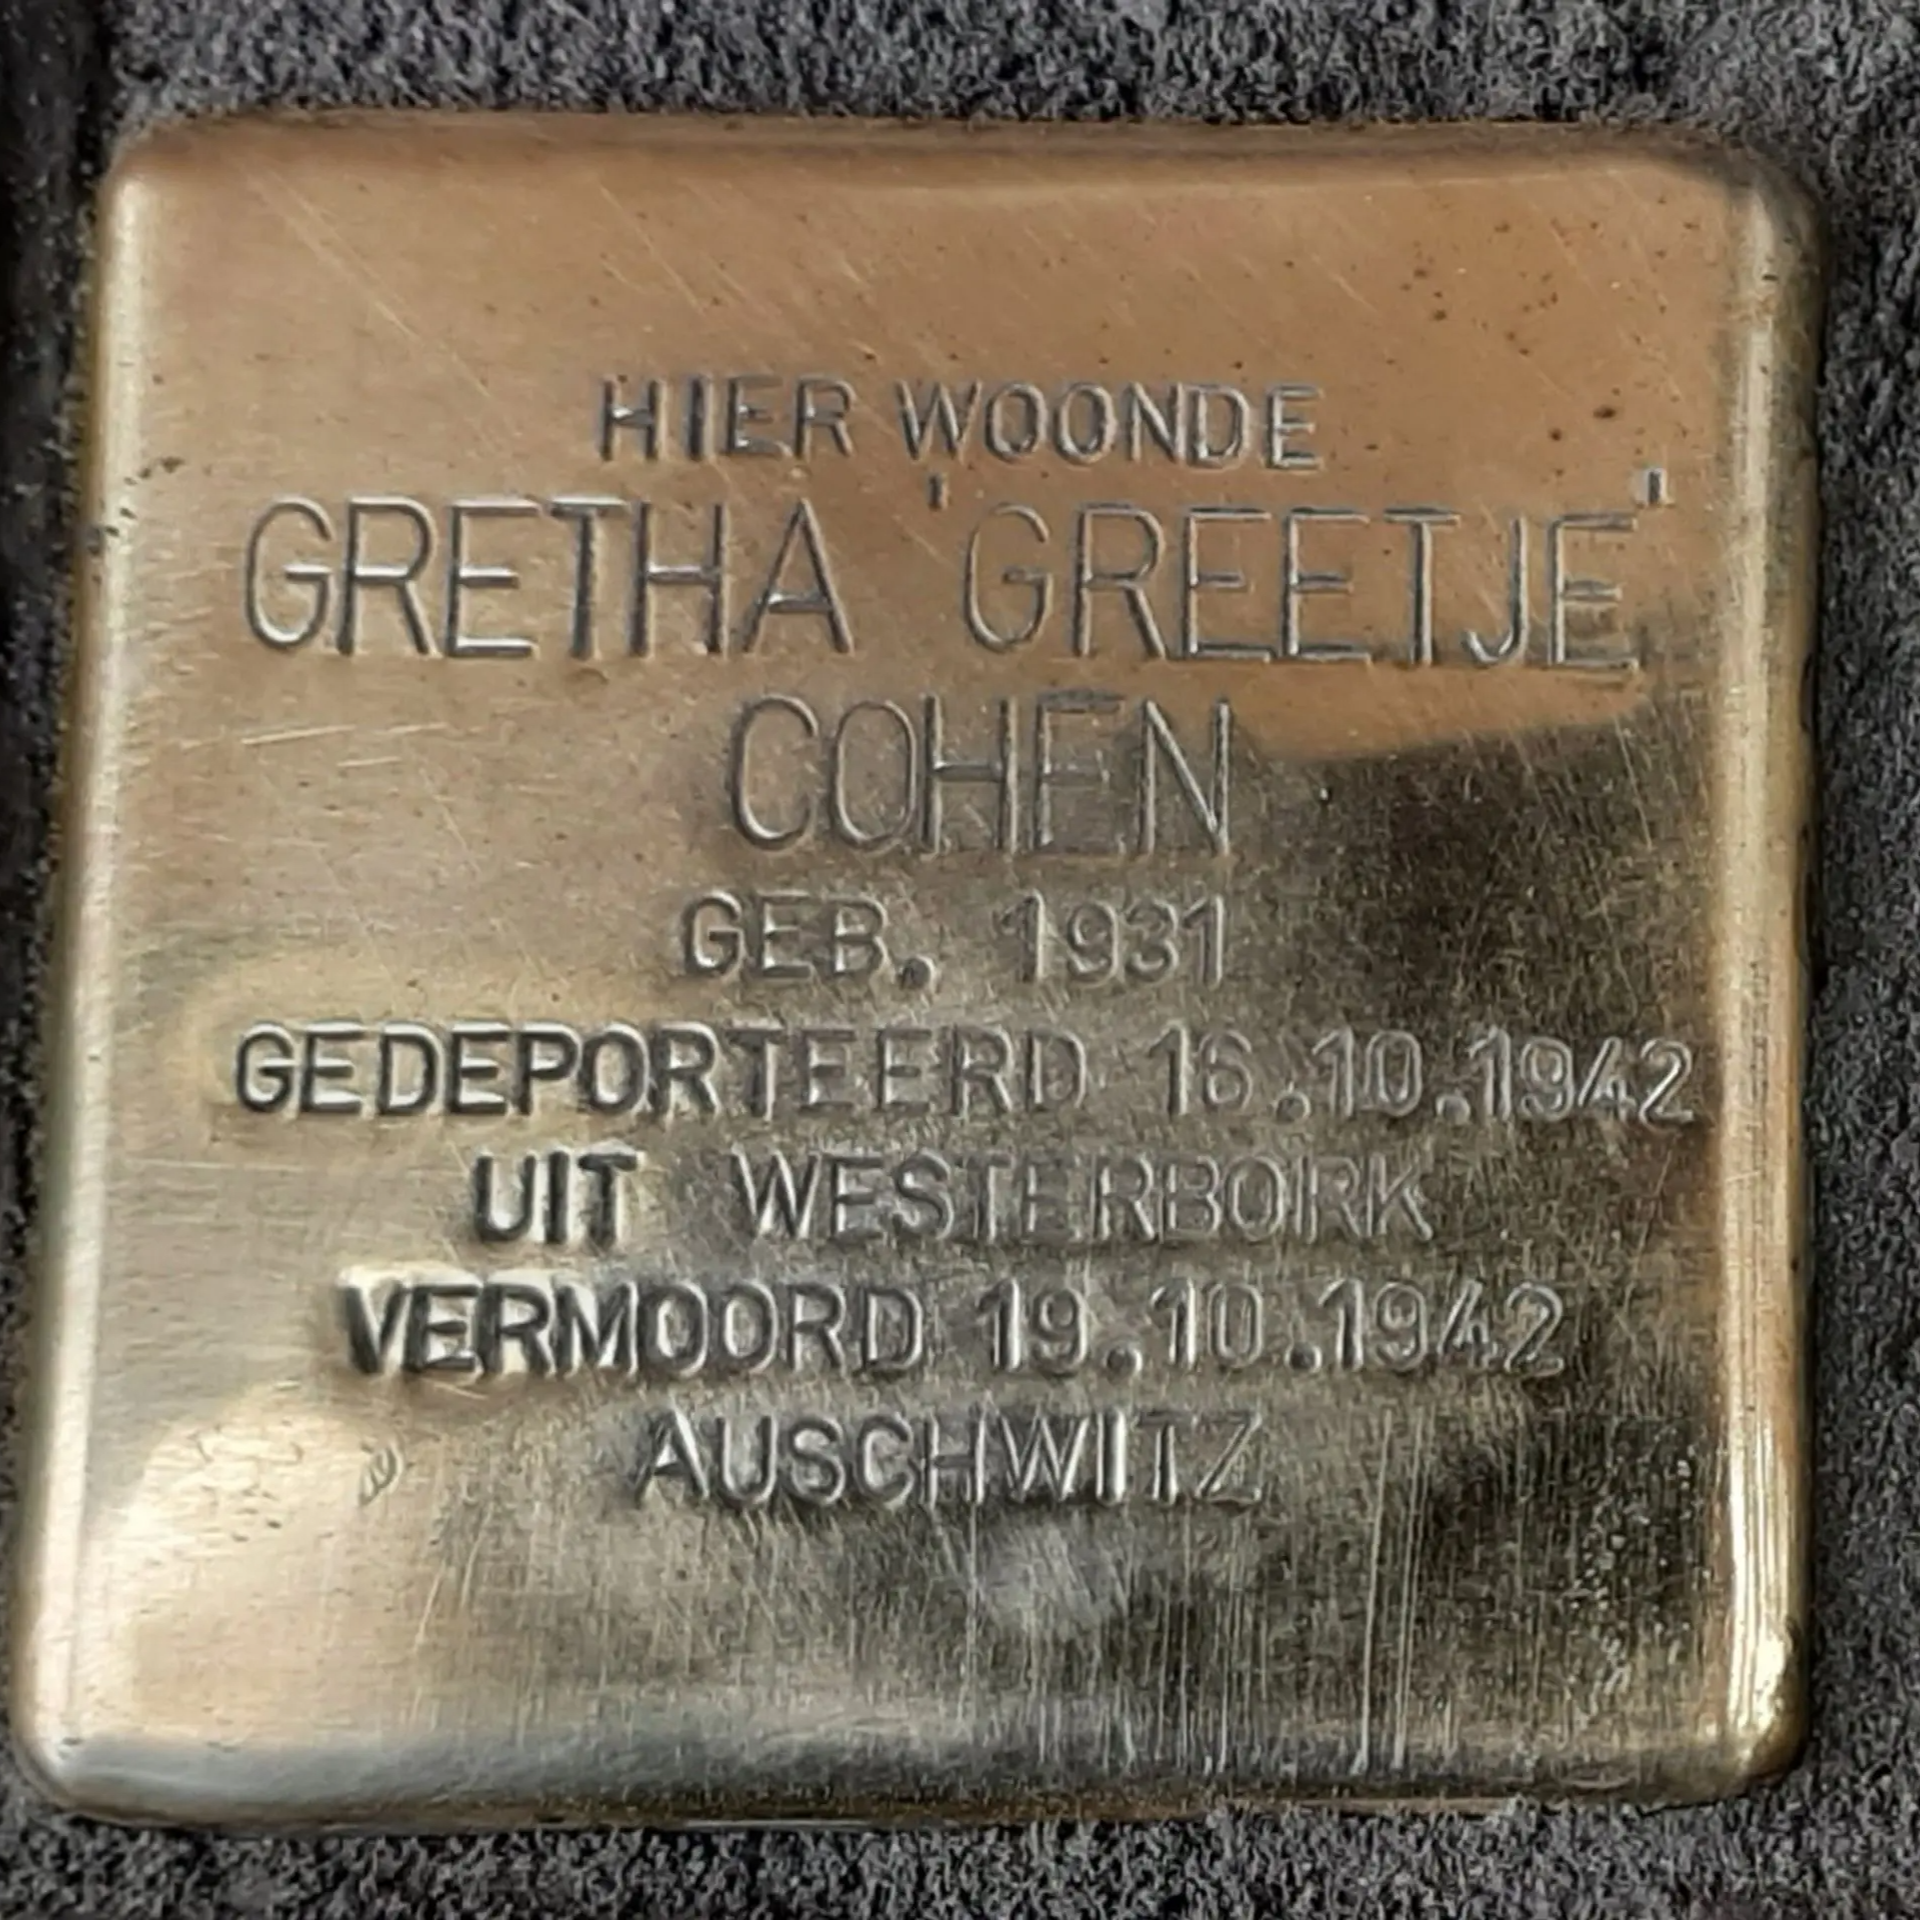 HIER WOONDE
GRETHA 'GREETJE'
COHEN
GEB. 1931
GEDEPORTEERD 16.10.1942
UIT WESTERBORK
VERMOORD 19.10.1942
AUSCHWITZ